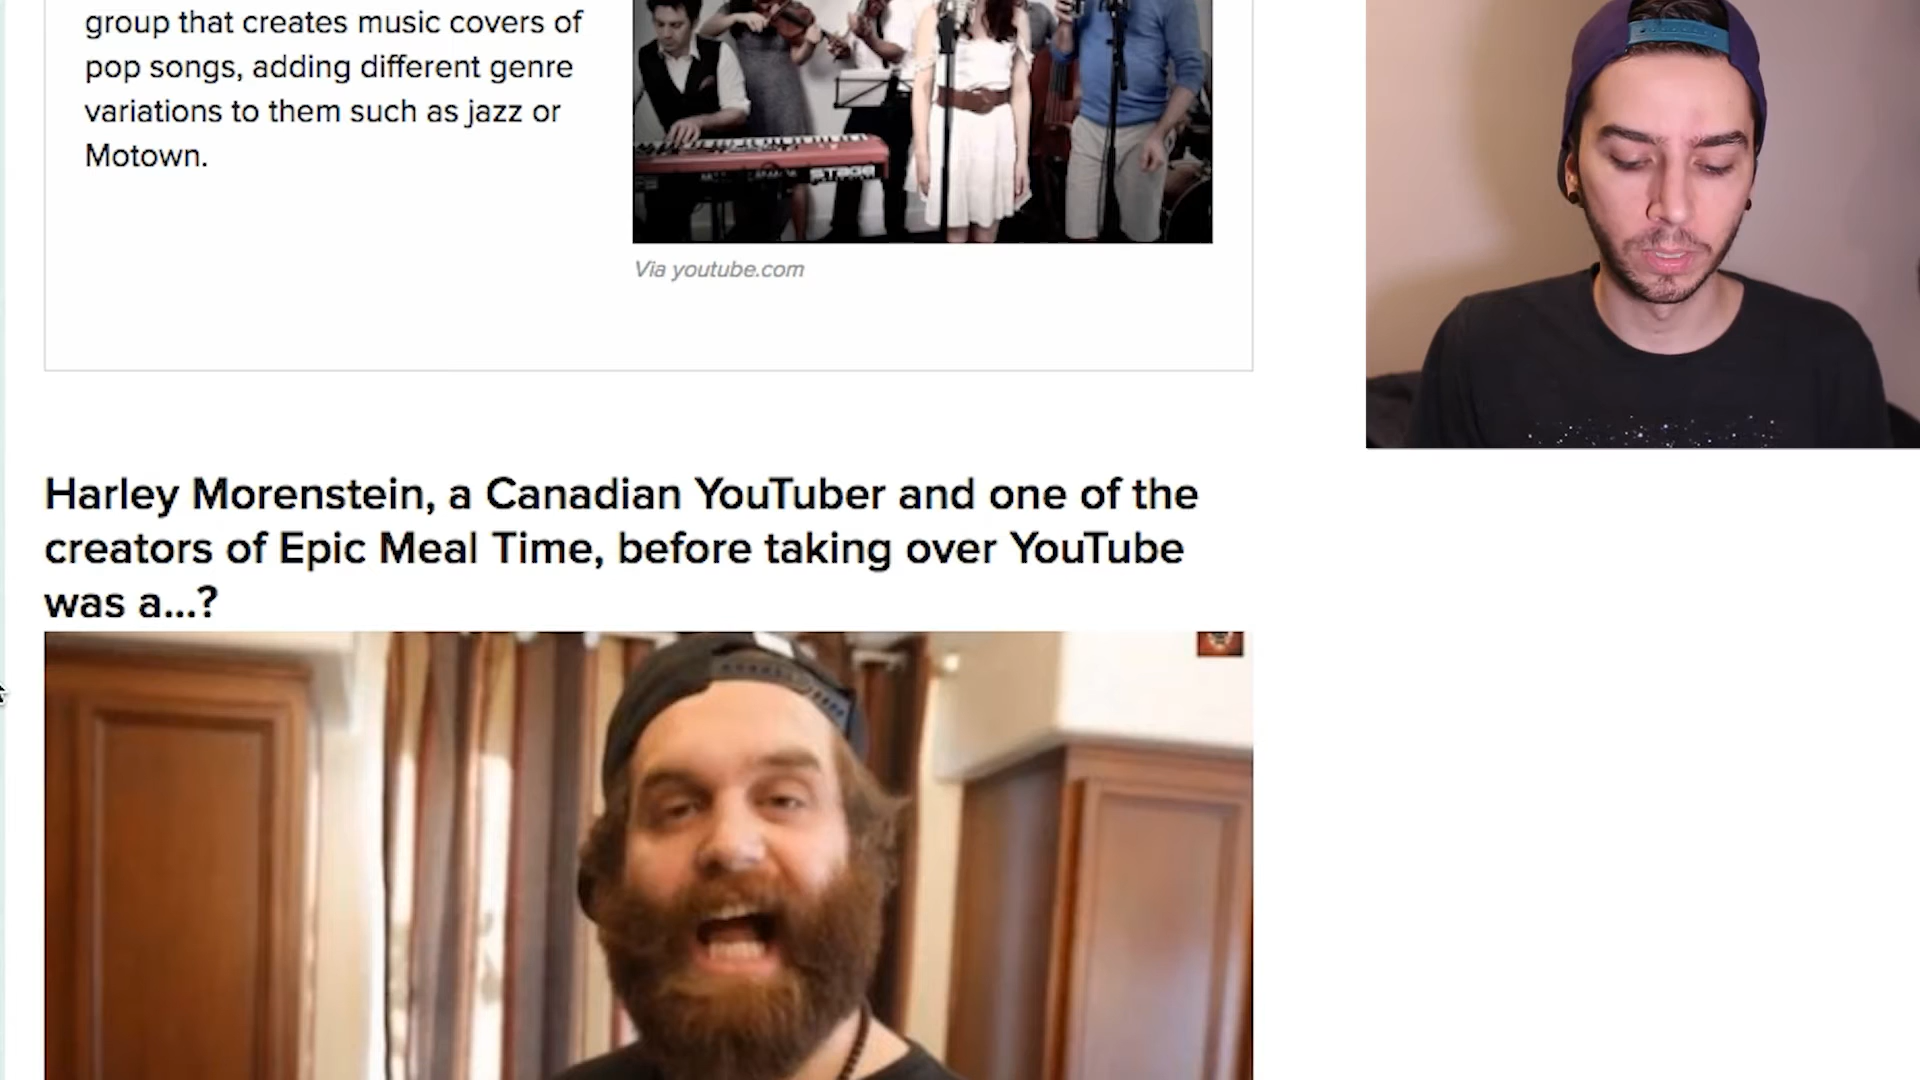 group that creates music covers of
pop songs, adding different genre
variations to them such as jazz or
Motown.
STAGE
Via youtube.com
Harley Morenstein, a Canadian YouTuber and one of the
creators of Epic Meal Time, before taking over YouTube
was a...?